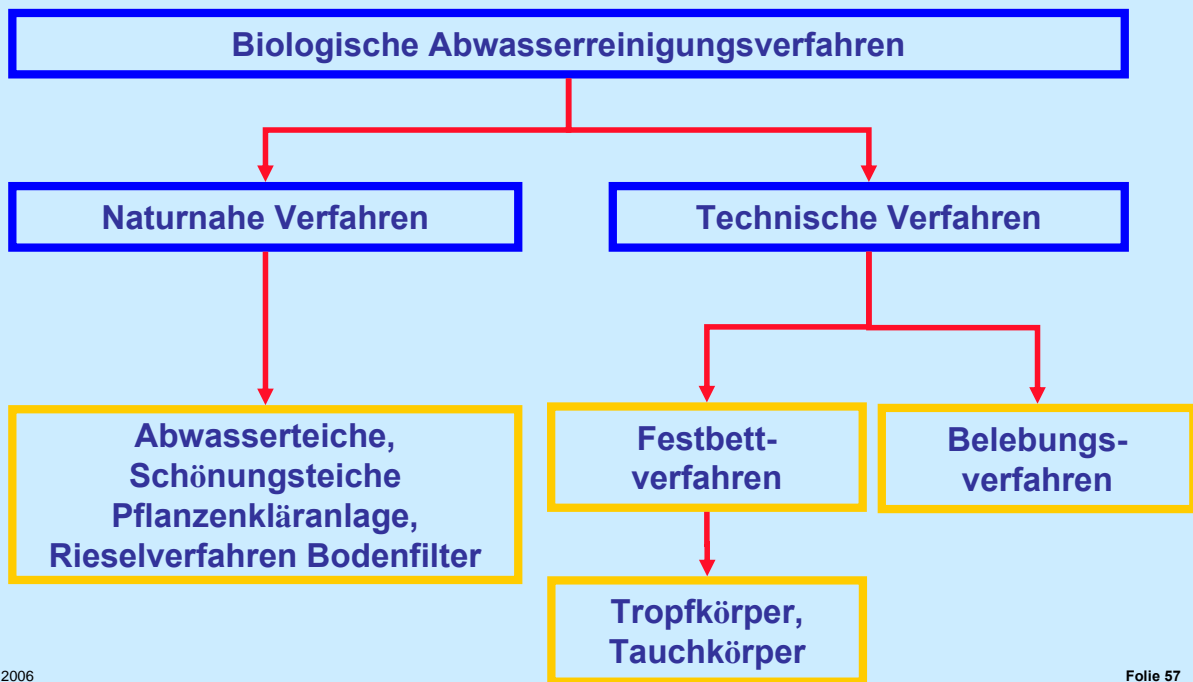 Biologische Abwasserreinigungsverfahren
Naturnahe Verfahren
Technische Verfahren
Abwasserteiche,
Schönungsteiche
Pflanzenkläranlage,
Rieselverfahren Bodenfilter
Festbett-
verfahren
Belebungs-
verfahren
Tropfkörper,
Tauchkörper
2006
Folie 57